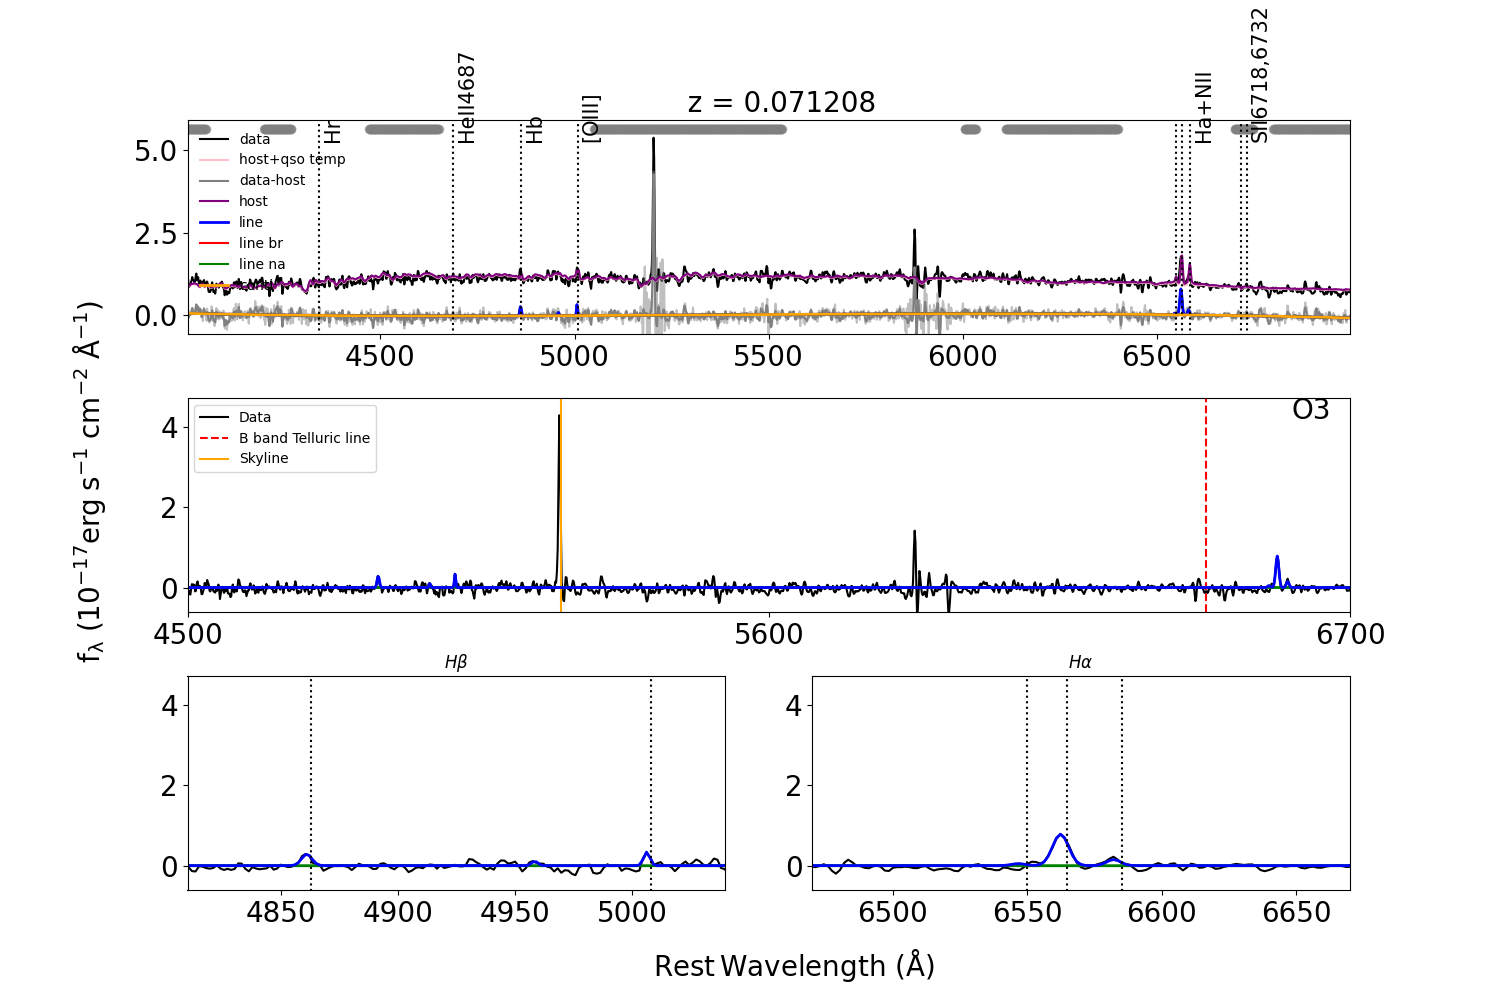 z = 0.071208
Hr
HeII4687
Hb
[OIII]
Ha+NII
SII6718,6732
data
host+qso temp
data-host
host
line
line br
line na
5.0
2.5
0.0
4500 5000 5500 6000 6500
O3
Data
B band Telluric line
Skyline
4
2
0
4500 5600 6700
fλ (10⁻¹⁷erg s⁻¹ cm⁻² Å⁻¹)
Hβ
4
2
0
4850 4900 4950 5000
Hα
4
2
0
6500 6550 6600 6650
Rest Wavelength (Å)